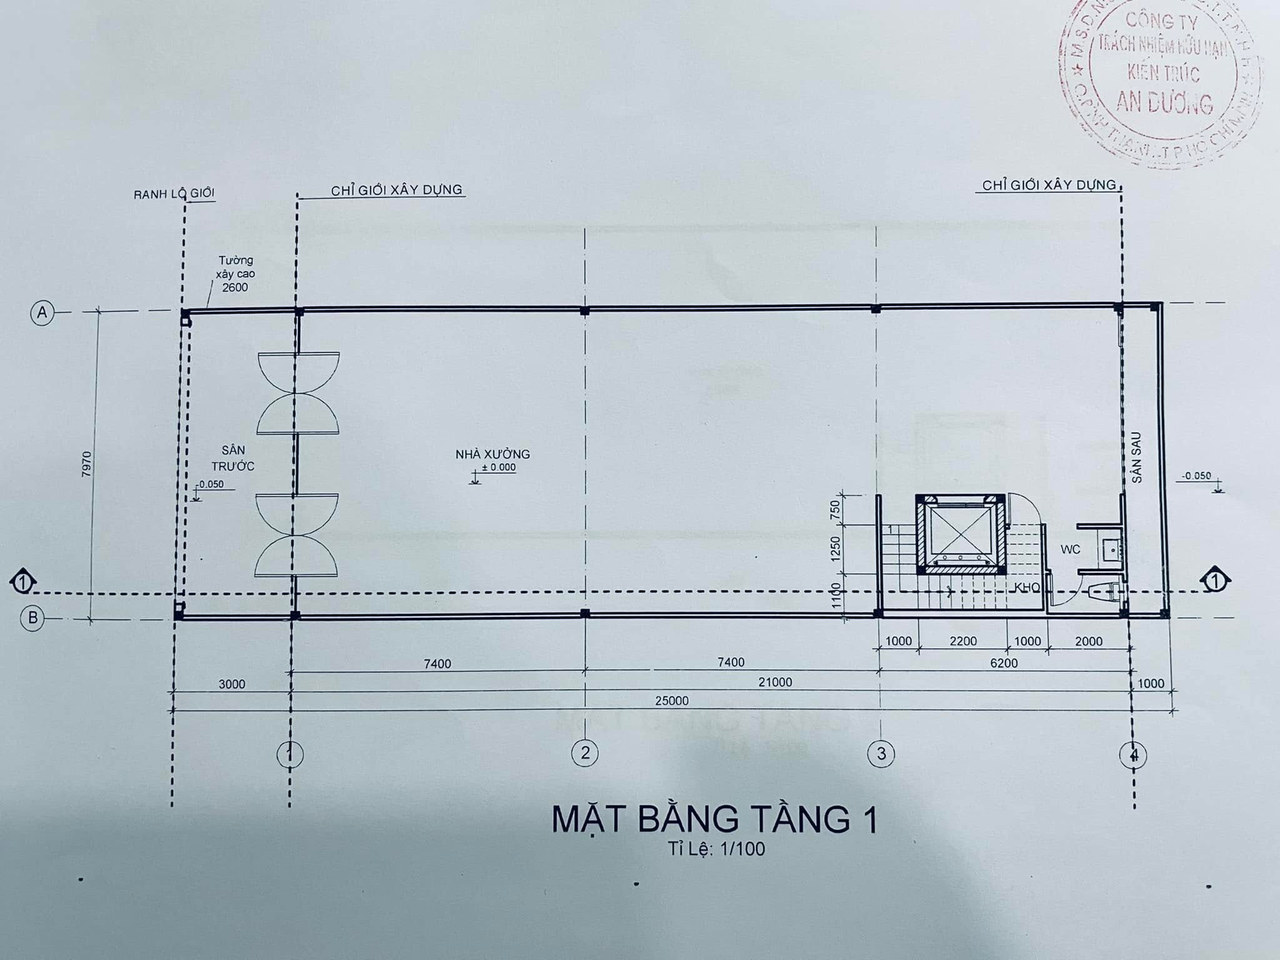 CÔNG TY
TRÁCH NHIỆM HỮU HẠN
KIẾN TRÚC
AN DƯƠNG
RANH LỘ GIỚI
CHỈ GIỚI XÂY DỰNG
CHỈ GIỚI XÂY DỰNG
Tường
xây cao
2600
A
7970
SÂN
TRƯỚC
-0.050
NHÀ XƯỞNG
± 0.000
SÂN SAU
-0.050
750
1250
1100
1
WC
KHO
1
1
B
1000
2200
1000
2000
7400
7400
6200
3000
21000
1000
25000
1
2
3
4
MẶT BẰNG TẦNG 1
Tỉ Lệ: 1/100